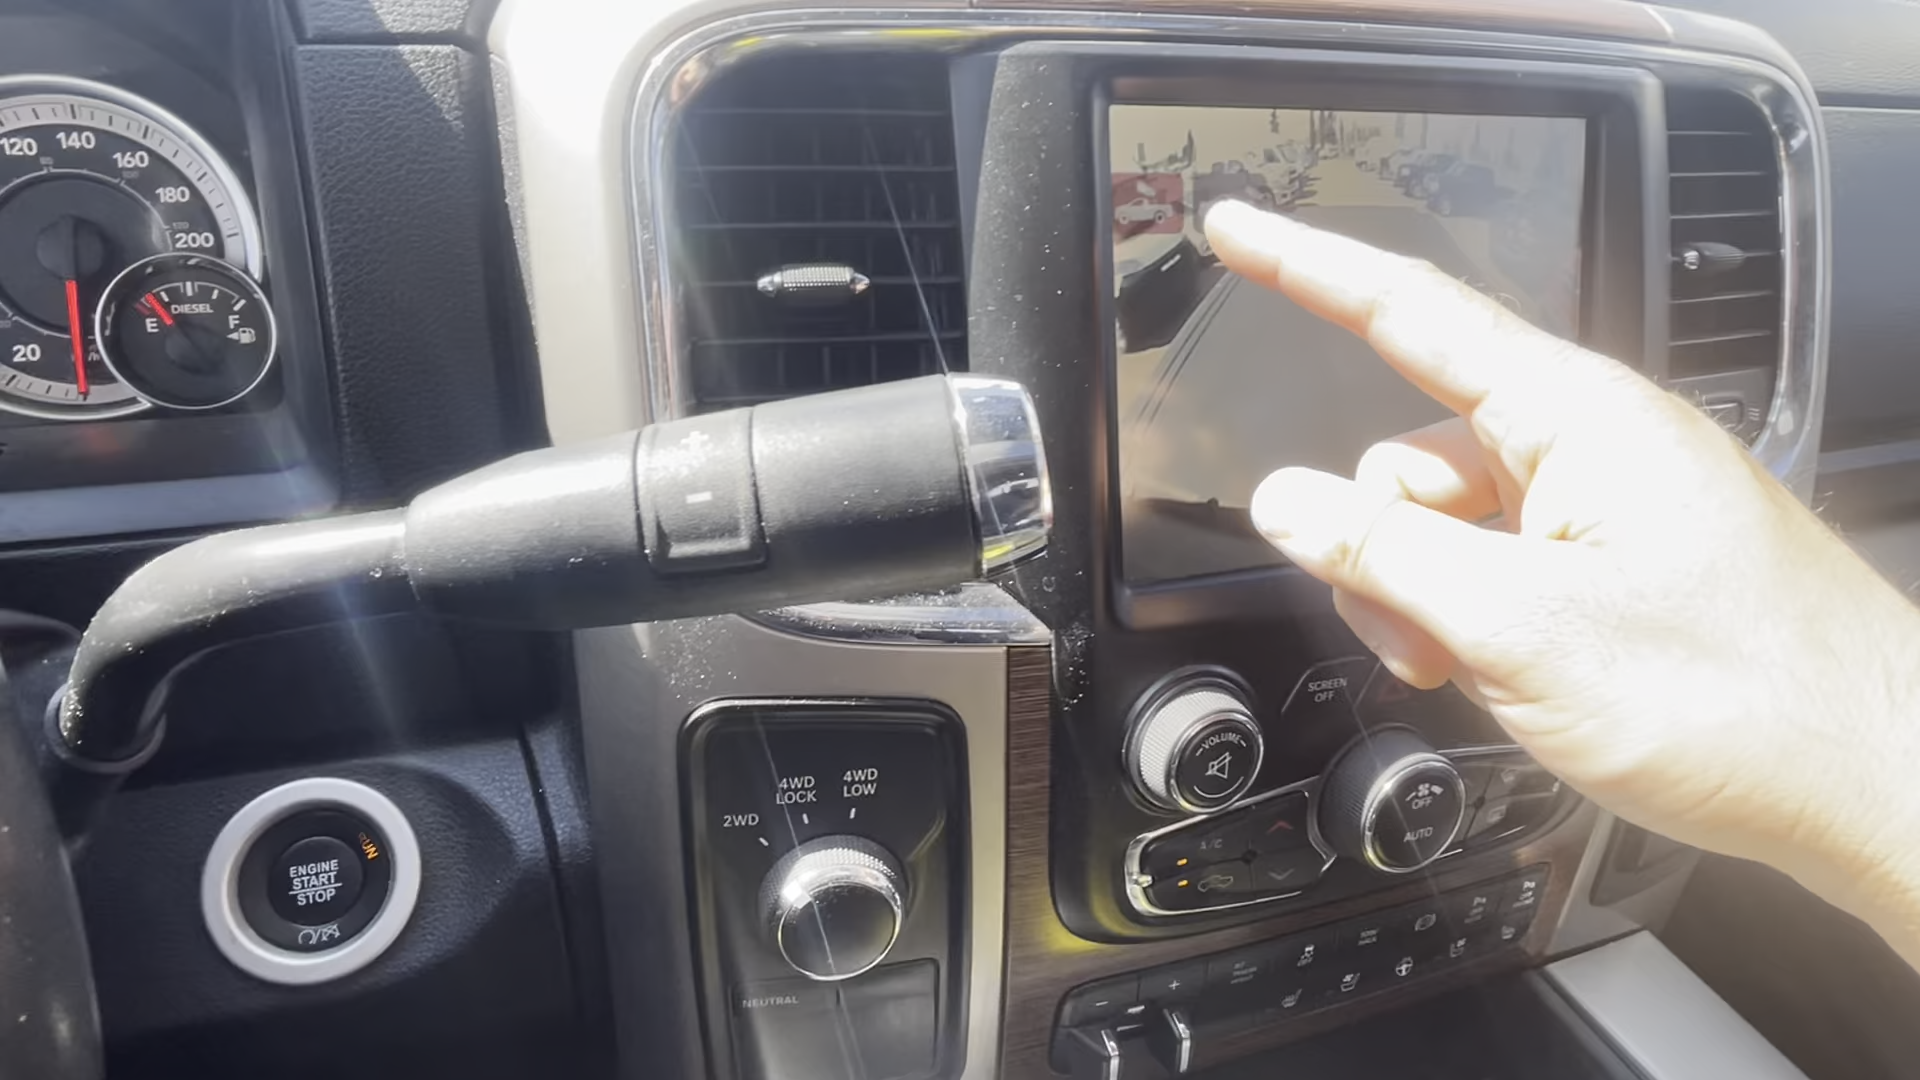 120
140
160
180
200
20
DIESEL
E
F
-
SCREEN
OFF
VOLUME
4WD
LOCK
4WD
LOW
2WD
OFF
AUTO
A/C
RUN
ENGINE
START
STOP
NEUTRAL
-
+